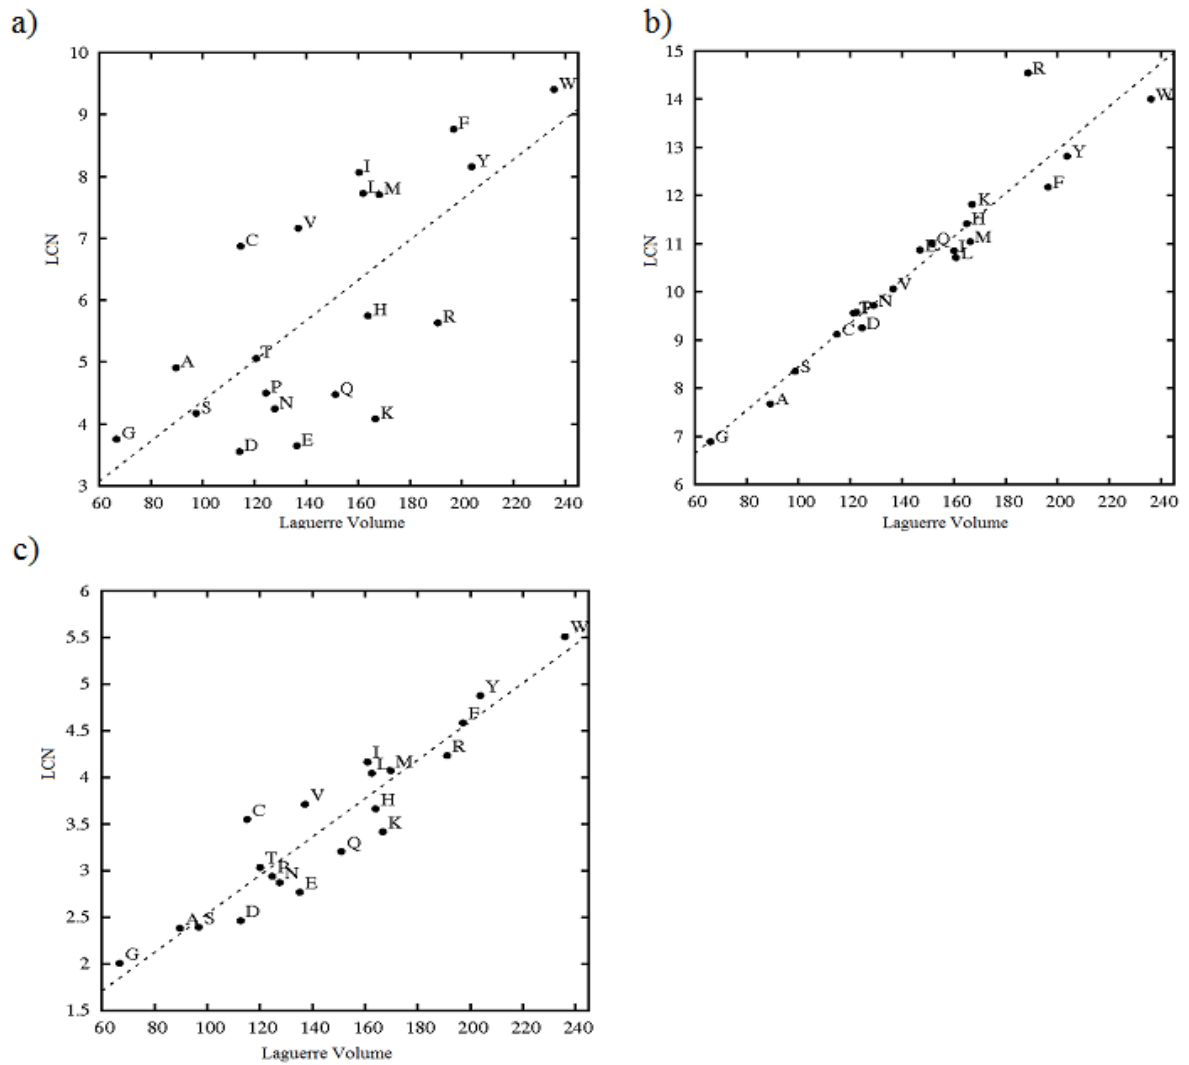 a)
10
9
8
7
6
5
4
3
LCN
60 80 100 120 140 160 180 200 220 240
Laguerre Volume
W
F
Y
I
L
M
V
C
H
R
T
A
P
Q
N
S
K
G
D
E
b)
15
14
13
12
11
10
9
8
7
6
LCN
60 80 100 120 140 160 180 200 220 240
Laguerre Volume
R
W
Y
F
K
H
M
Q
E
I
L
V
N
T
P
D
C
S
A
G
c)
6
5.5
5
4.5
4
3.5
3
2.5
2
1.5
LCN
60 80 100 120 140 160 180 200 220 240
Laguerre Volume
W
Y
F
R
I
L
M
V
H
C
K
Q
T
P
N
E
A
S
D
G